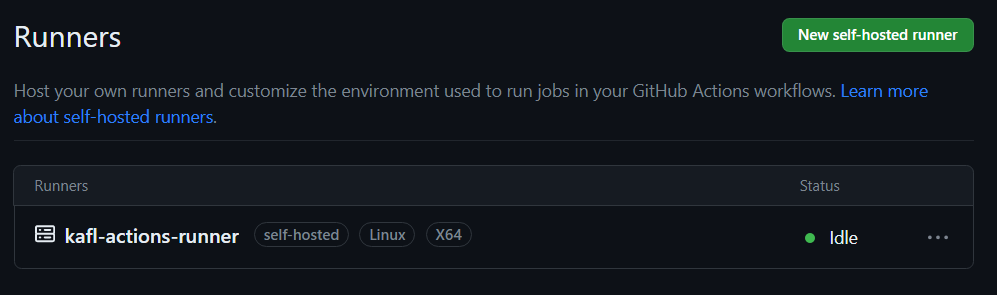 Runners
New self-hosted runner
Host your own runners and customize the environment used to run jobs in your GitHub Actions workflows. Learn more
about self-hosted runners.
Runners Status
kafl-actions-runner self-hosted Linux X64 Idle